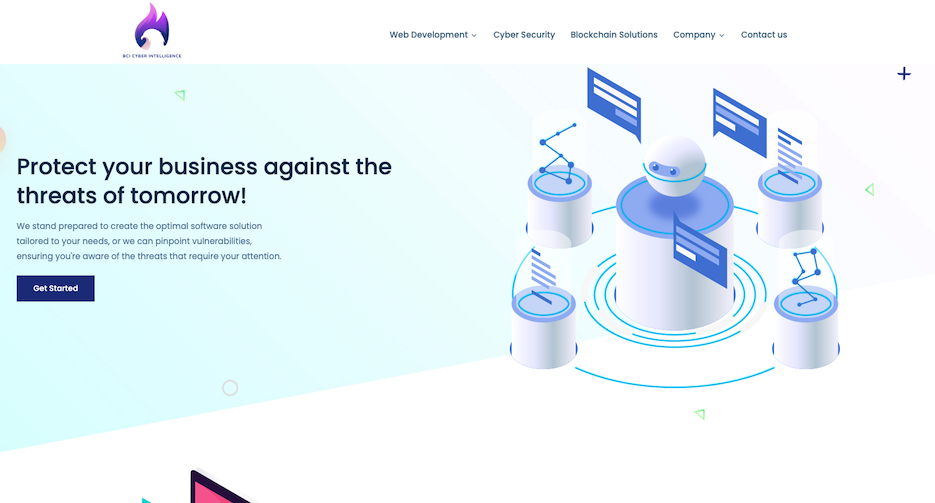 BCI CYBER INTELLIGENCE
Web Development
Cyber Security
Blockchain Solutions
Company
Contact us
Protect your business against the
threats of tomorrow!
We stand prepared to create the optimal software solution
tailored to your needs, or we can pinpoint vulnerabilities,
ensuring you're aware of the threats that require your attention.
Get Started